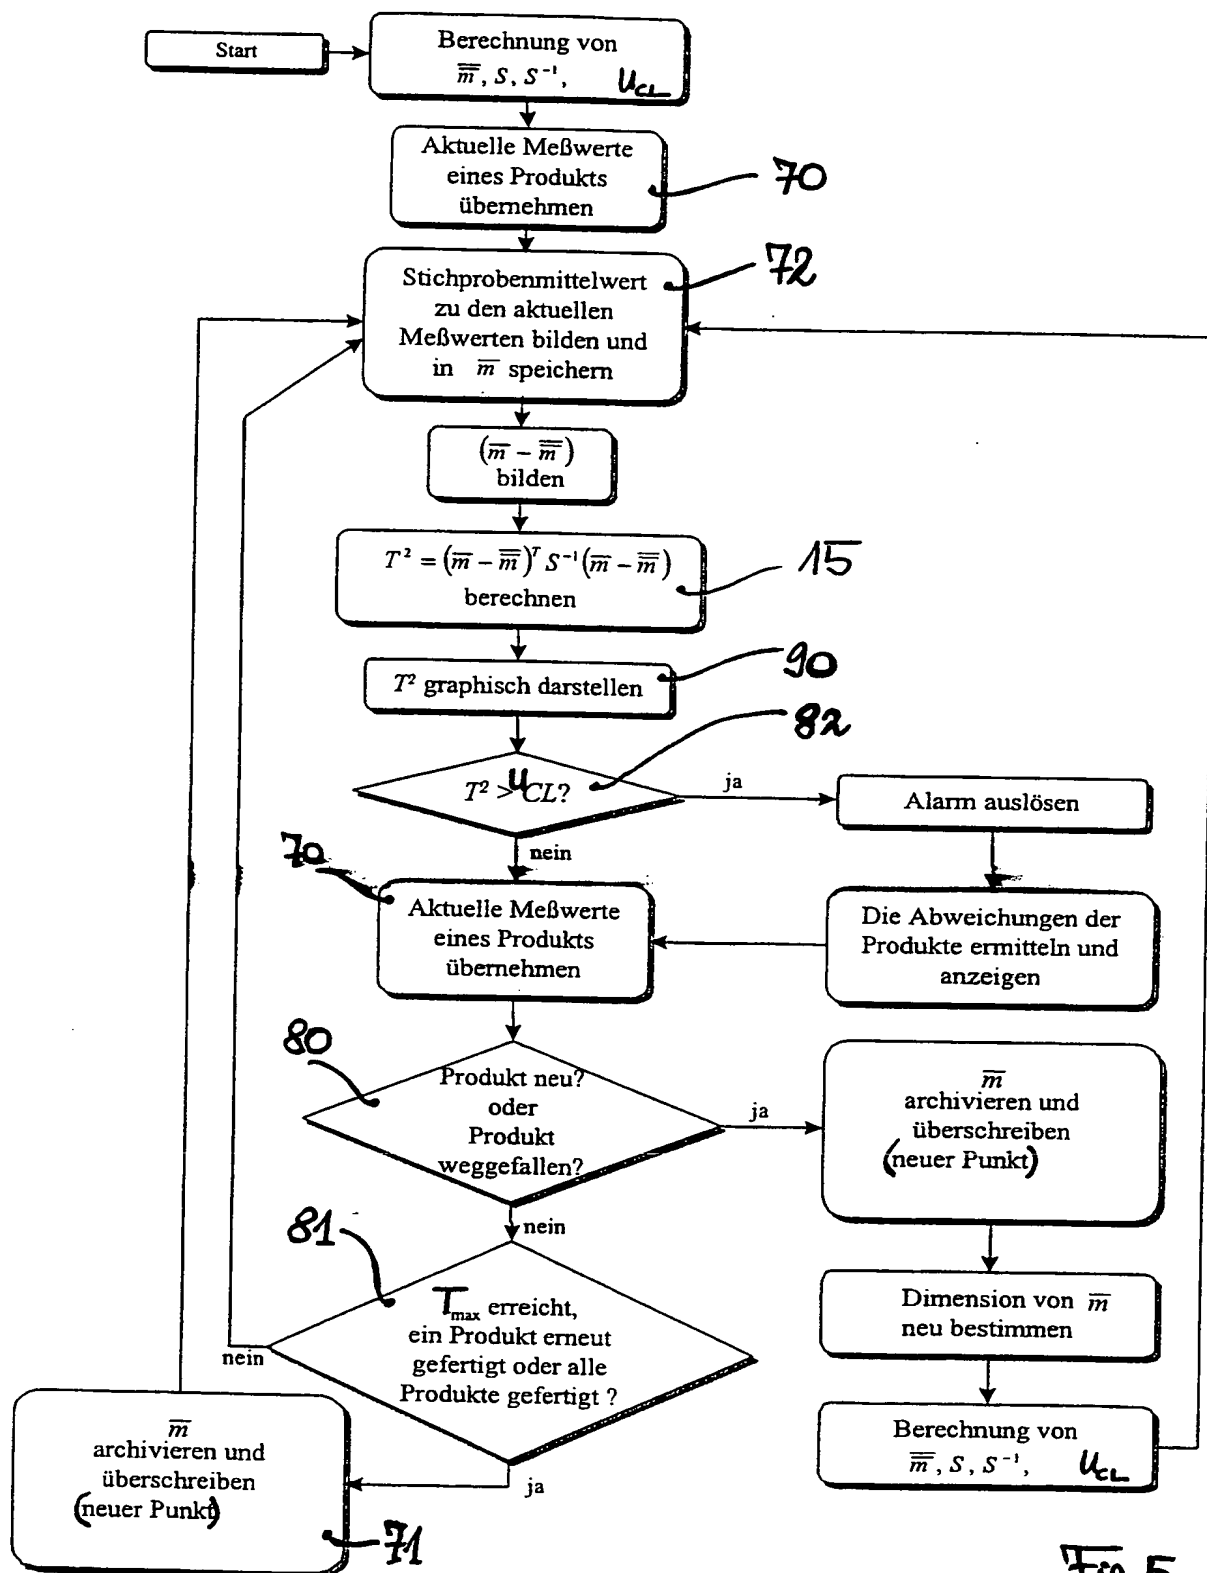 Start
Berechnung von
m̿, S, S⁻¹, U_CL
Aktuelle Meßwerte
eines Produkts
übernehmen
70
Stichprobenmittelwert
zu den aktuellen
Meßwerten bilden und
in m̅ speichern
72
(m̅ − m̿)
bilden
T² = (m̅ − m̿)ᵀ S⁻¹ (m̅ − m̿)
berechnen
15
T² graphisch darstellen
90
82
T² > UCL?
ja
Alarm auslösen
nein
70
Aktuelle Meßwerte
eines Produkts
übernehmen
Die Abweichungen der
Produkte ermitteln und
anzeigen
80
Produkt neu?
oder
Produkt
weggefallen?
ja
m̅
archivieren und
überschreiben
(neuer Punkt)
nein
81
T_max erreicht,
ein Produkt erneut
gefertigt oder alle
Produkte gefertigt ?
nein
Dimension von m̅
neu bestimmen
Berechnung von
m̿, S, S⁻¹, U_CL
ja
m̅
archivieren und
überschreiben
(neuer Punkt)
71
Fig 5